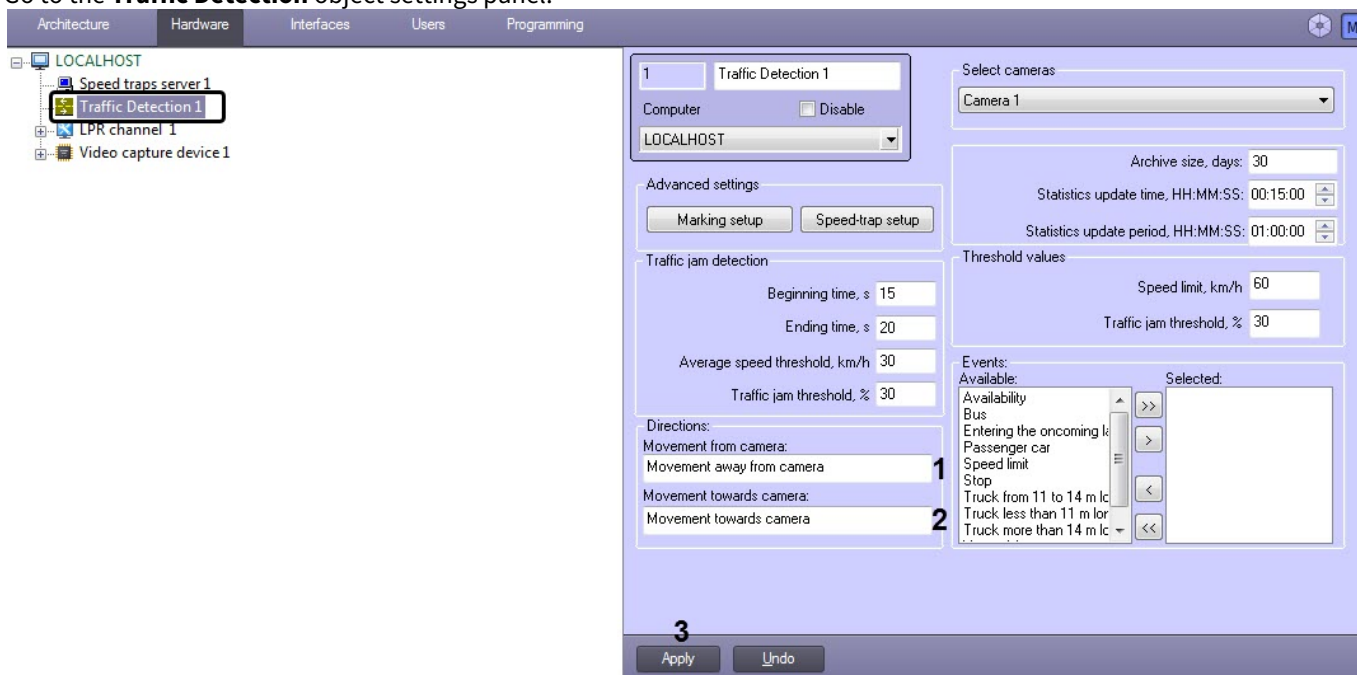 Go to the Traffic Detection object settings panel.
Architecture Hardware Interfaces Users Programming M
LOCALHOST
Speed traps server 1
Traffic Detection 1
LPR channel 1
Video capture device 1
1 Traffic Detection 1
Computer Disable
LOCALHOST
Advanced settings
Marking setup Speed-trap setup
Traffic jam detection
Beginning time, s 15
Ending time, s 20
Average speed threshold, km/h 30
Traffic jam threshold, % 30
Directions:
Movement from camera:
Movement away from camera 1
Movement towards camera:
Movement towards camera 2
Select cameras
Camera 1
Archive size, days: 30
Statistics update time, HH:MM:SS: 00:15:00
Statistics update period, HH:MM:SS: 01:00:00
Threshold values
Speed limit, km/h 60
Traffic jam threshold, % 30
Events:
Available: Selected:
Availability
Bus
Entering the oncoming la
Passenger car
Speed limit
Stop
Truck from 11 to 14 m lo
Truck less than 11 m lon
Truck more than 14 m lo
>>
>
<
<<
3
Apply Undo